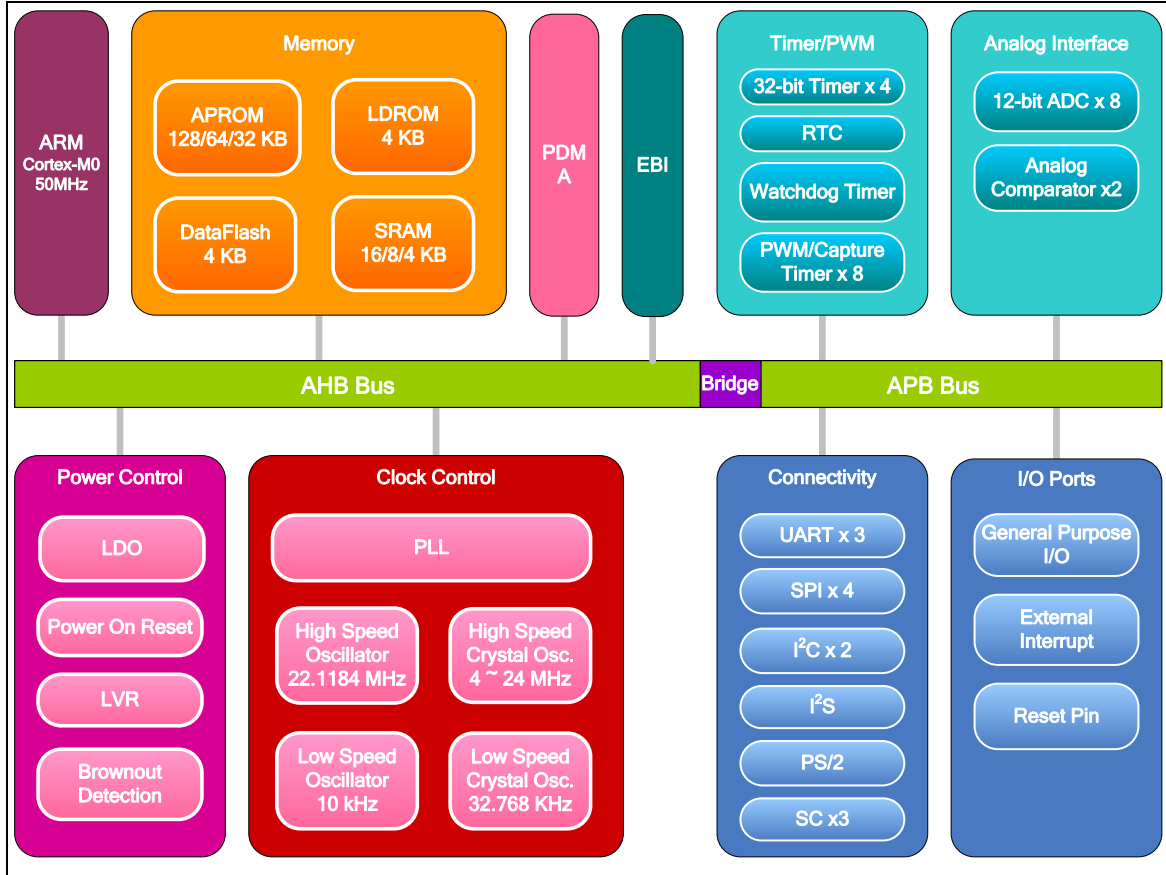 ARM
Cortex-M0
50MHz
Memory
APROM
128/64/32 KB
LDROM
4 KB
DataFlash
4 KB
SRAM
16/8/4 KB
PDM
A
EBI
Timer/PWM
32-bit Timer x 4
RTC
Watchdog Timer
PWM/Capture
Timer x 8
Analog Interface
12-bit ADC x 8
Analog
Comparator x2
AHB Bus
Bridge
APB Bus
Power Control
LDO
Power On Reset
LVR
Brownout
Detection
Clock Control
PLL
High Speed
Oscillator
22.1184 MHz
High Speed
Crystal Osc.
4 ~ 24 MHz
Low Speed
Oscillator
10 kHz
Low Speed
Crystal Osc.
32.768 KHz
Connectivity
UART x 3
SPI x 4
I²C x 2
I²S
PS/2
SC x3
I/O Ports
General Purpose
I/O
External
Interrupt
Reset Pin